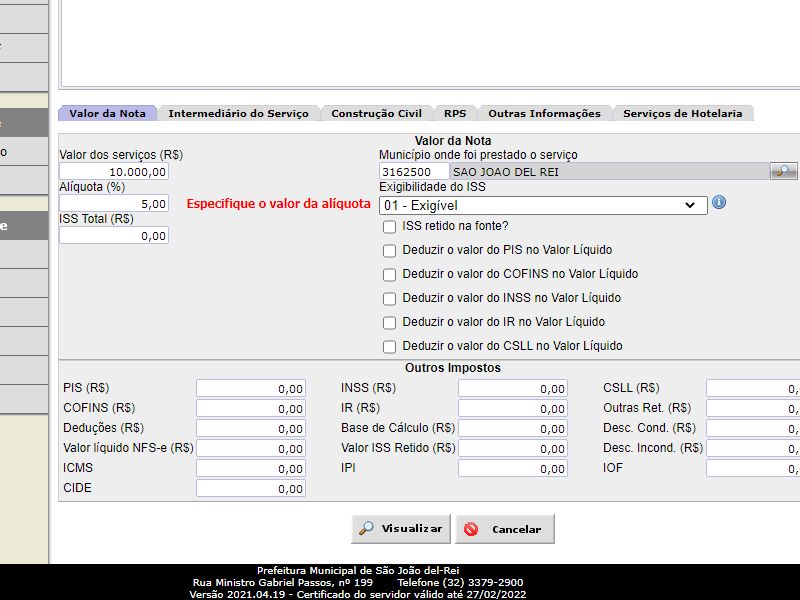 Valor da Nota Intermediário do Serviço Construção Civil RPS Outras Informações Serviços de Hotelaria
Valor da Nota
Valor dos serviços (R$) Município onde foi prestado o serviço
10.000,00 3162500 SAO JOAO DEL REI
Alíquota (%) Exigibilidade do ISS
5,00 Especifique o valor da alíquota 01 - Exigível
ISS Total (R$) ISS retido na fonte?
0,00
Deduzir o valor do PIS no Valor Líquido
Deduzir o valor do COFINS no Valor Líquido
Deduzir o valor do INSS no Valor Líquido
Deduzir o valor do IR no Valor Líquido
Deduzir o valor do CSLL no Valor Líquido
Outros Impostos
PIS (R$) 0,00 INSS (R$) 0,00 CSLL (R$) 0,
COFINS (R$) 0,00 IR (R$) 0,00 Outras Ret. (R$) 0,
Deduções (R$) 0,00 Base de Cálculo (R$) 0,00 Desc. Cond. (R$) 0,
Valor líquido NFS-e (R$) 0,00 Valor ISS Retido (R$) 0,00 Desc. Incond. (R$) 0,
ICMS 0,00 IPI 0,00 IOF 0,
CIDE 0,00
Visualizar Cancelar
Prefeitura Municipal de São João del-Rei
Rua Ministro Gabriel Passos, nº 199 Telefone (32) 3379-2900
Versão 2021.04.19 - Certificado do servidor válido até 27/02/2022